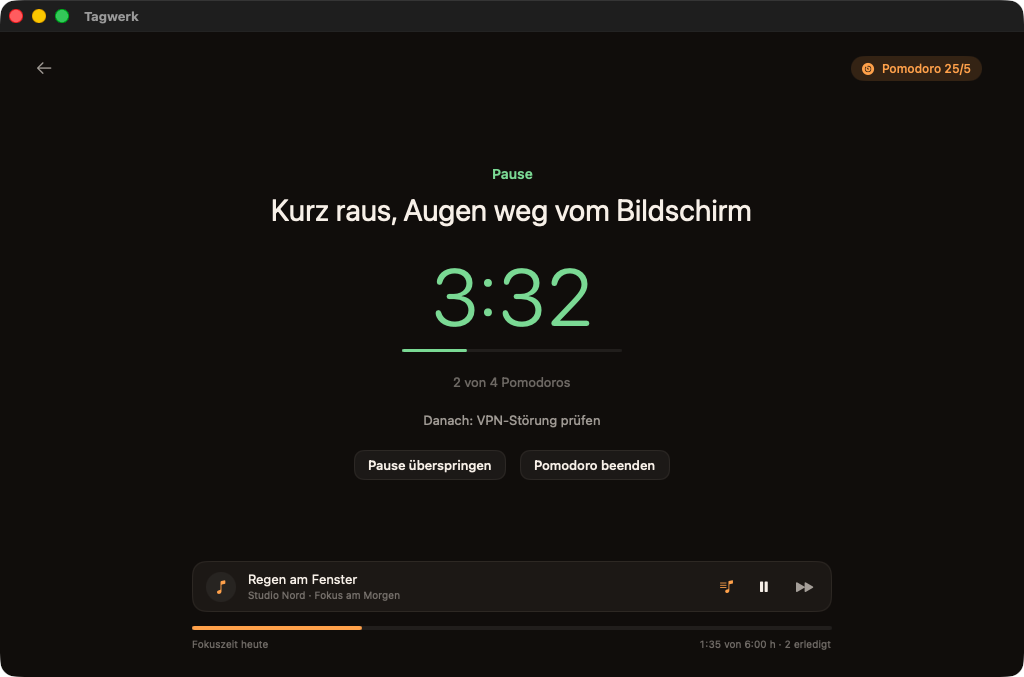 Tagwerk
Pomodoro 25/5
Pause
Kurz raus, Augen weg vom Bildschirm
3:32
2 von 4 Pomodoros
Danach: VPN-Störung prüfen
Pause überspringen
Pomodoro beenden
Regen am Fenster
Studio Nord · Fokus am Morgen
Fokuszeit heute
1:35 von 6:00 h · 2 erledigt